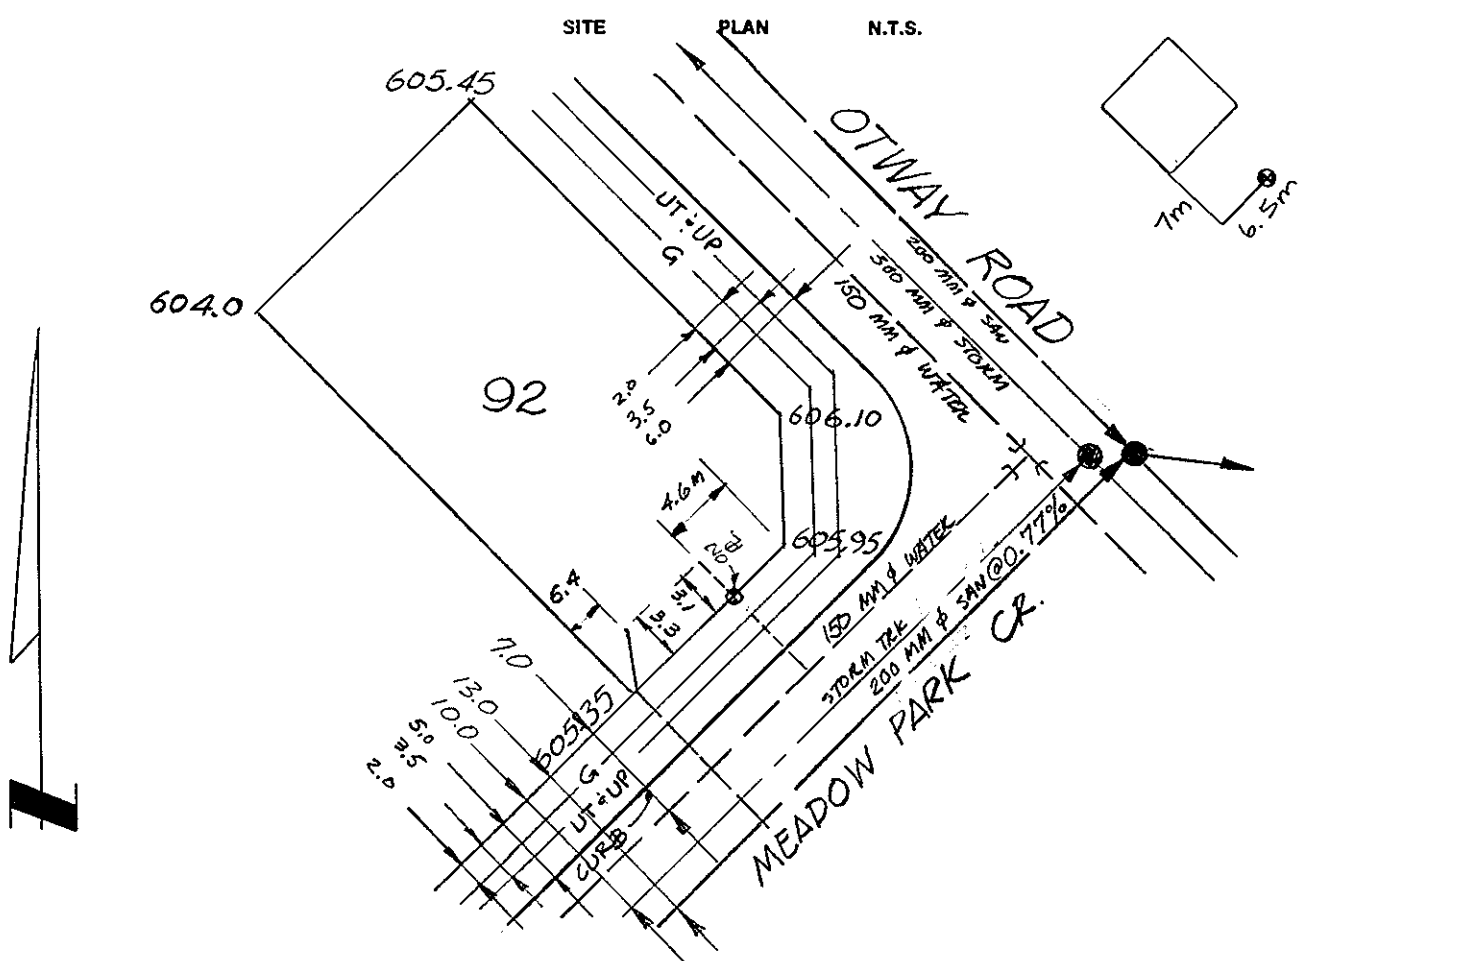 SITE PLAN N.T.S.
605.45
OTWAY ROAD
7m
6.5m
UT & UP
G
200 MM ϕ SAN
300 MM ϕ STORM
150 MM ϕ WATER
604.0
92
2.0
3.5
6.0
606.10
4.6M
605.95
6.4
3.1
3.3
150 MM ϕ WATER
STORM TRK
200 MM ϕ SAN @ 0.77%
MEADOW PARK CR.
7.0
13.0
10.0
5.0
3.5
2.0
605.35
G
UT & UP
CURB